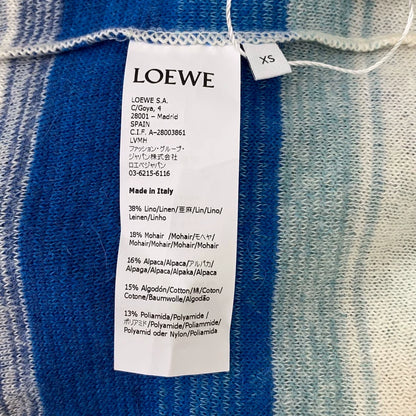 LOEWE
XS
LOEWE S.A.
C/Goya, 4
28001 - Madrid
SPAIN
C.I.F. A-28003861
LVMH
ファッション・グループ・
ジャパン株式会社
ロエベジャパン
03-6215-6116
Made in Italy
38% Lino/Linen/亜麻/Lin/Lino/
Leinen/Linho
18% Mohair /Mohair/モヘヤ/
Mohair/Mohair/Mohair/Mohair
16% Alpaca/Alpaca/アルパカ/
Alpaga/Alpaca/Alpaka/Alpaca
15% Algodón/Cotton/綿/Coton/
Cotone/Baumwolle/Algodão
13% Poliamida/Polyamide/
ポリアミド/Polyamide/Poliammide/
Polyamid oder Nylon/Poliamida